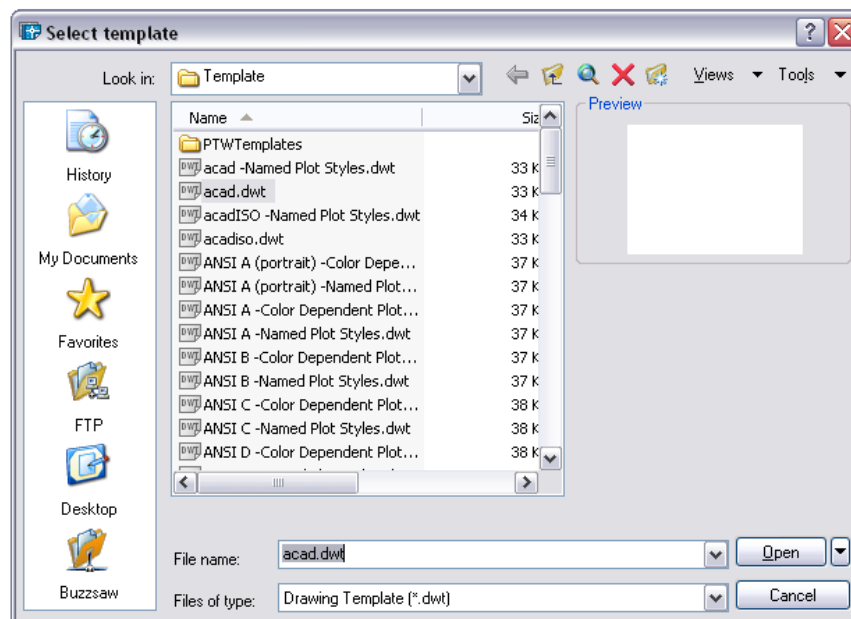 Select template
Look in: Template Views Tools
Name Siz
Preview
PTWTemplates
acad -Named Plot Styles.dwt 33 K
acad.dwt 33 K
acadISO -Named Plot Styles.dwt 34 K
acadiso.dwt 33 K
ANSI A (portrait) -Color Depe... 37 K
ANSI A (portrait) -Named Plot... 37 K
ANSI A -Color Dependent Plot... 37 K
ANSI A -Named Plot Styles.dwt 37 K
ANSI B -Color Dependent Plot... 37 K
ANSI B -Named Plot Styles.dwt 37 K
ANSI C -Color Dependent Plot... 38 K
ANSI C -Named Plot Styles.dwt 38 K
ANSI D -Color Dependent Plot... 38 K
History
My Documents
Favorites
FTP
Desktop
Buzzsaw
File name: acad.dwt Open
Files of type: Drawing Template (*.dwt) Cancel